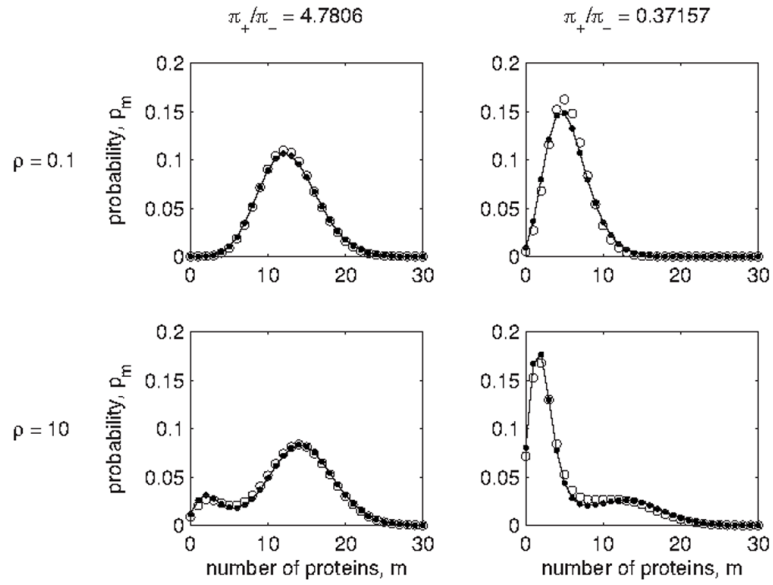 π+/π− = 4.7806
π+/π− = 0.37157
ρ = 0.1
probability, pm
0.2
0.15
0.1
0.05
0
0 10 20 30
0.2
0.15
0.1
0.05
0
0 10 20 30
ρ = 10
probability, pm
0.2
0.15
0.1
0.05
0
0 10 20 30
number of proteins, m
0.2
0.15
0.1
0.05
0
0 10 20 30
number of proteins, m